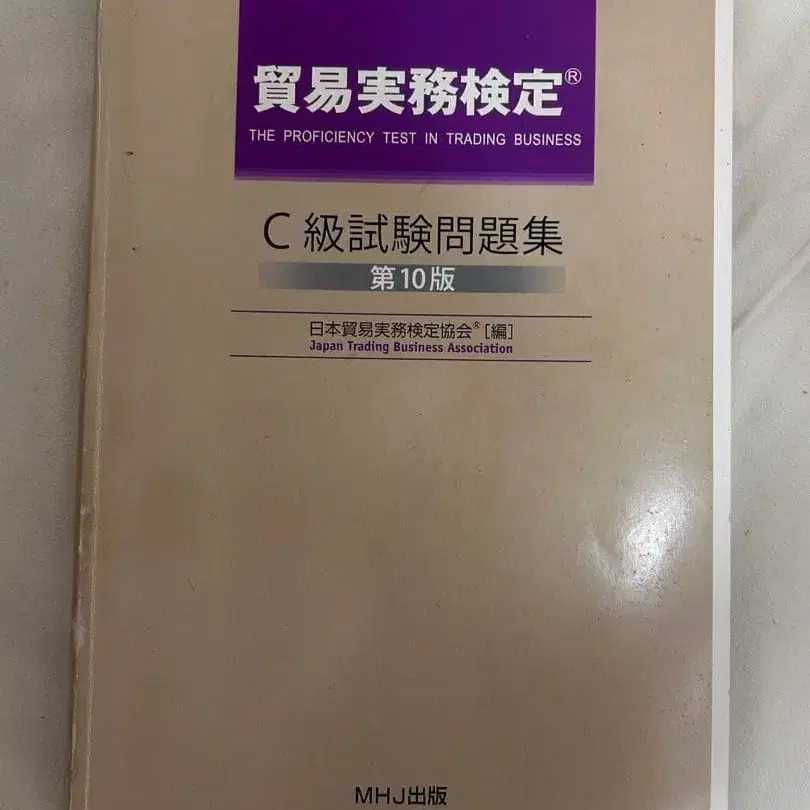 貿易実務検定®
THE PROFICIENCY TEST IN TRADING BUSINESS
C級試験問題集
第10版
日本貿易実務検定協会®［編］
Japan Trading Business Association
MHJ出版